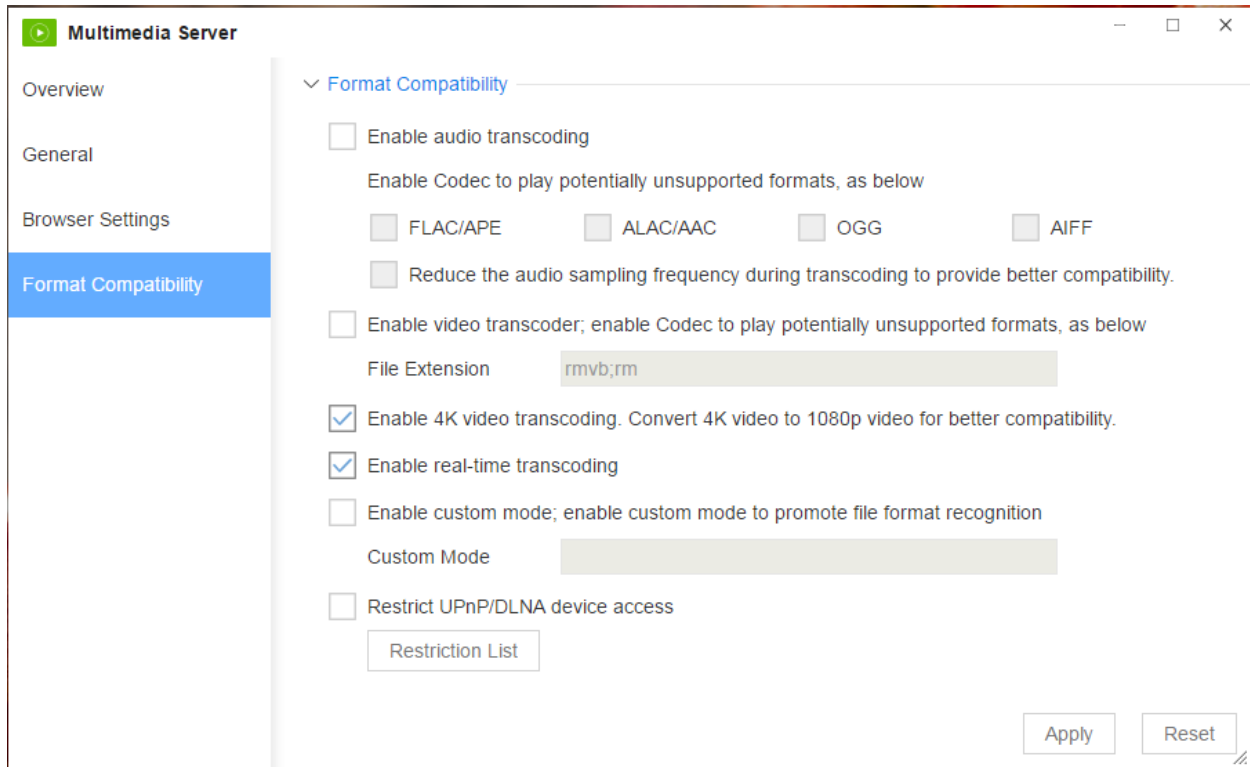 Multimedia Server
Overview
General
Browser Settings
Format Compatibility
Format Compatibility
Enable audio transcoding
Enable Codec to play potentially unsupported formats, as below
FLAC/APE ALAC/AAC OGG AIFF
Reduce the audio sampling frequency during transcoding to provide better compatibility.
Enable video transcoder; enable Codec to play potentially unsupported formats, as below
File Extension rmvb;rm
Enable 4K video transcoding. Convert 4K video to 1080p video for better compatibility.
Enable real-time transcoding
Enable custom mode; enable custom mode to promote file format recognition
Custom Mode
Restrict UPnP/DLNA device access
Restriction List
Apply Reset